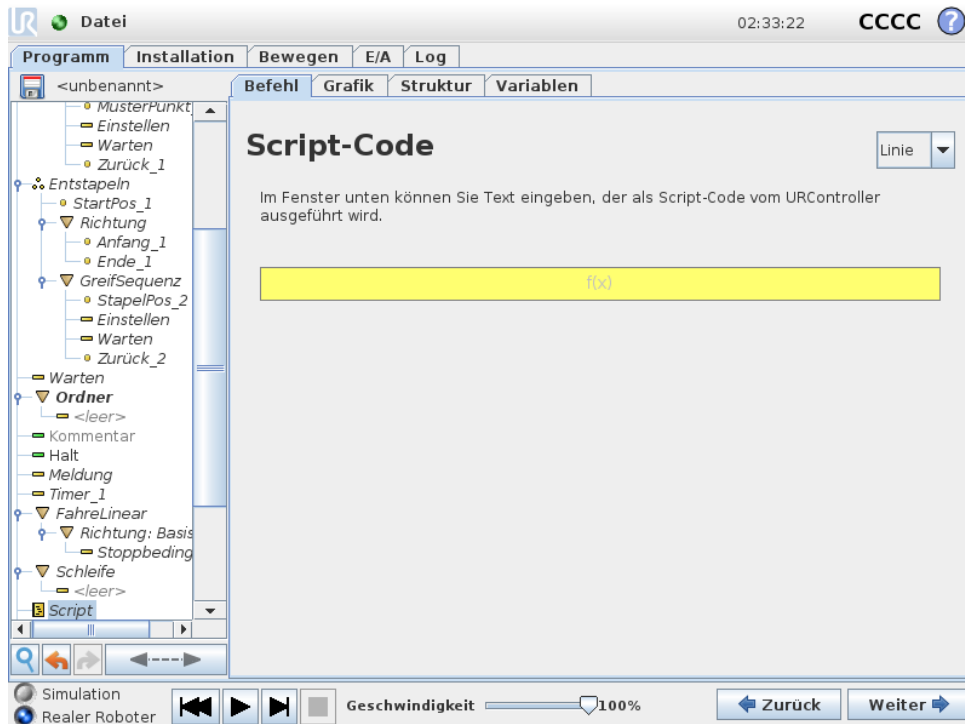 UR Datei 02:33:22 CCCC ?
Programm Installation Bewegen E/A Log
<unbenannt>
Befehl Grafik Struktur Variablen
MusterPunkt
Einstellen
Warten
Zurück_1
Entstapeln
StartPos_1
Richtung
Anfang_1
Ende_1
GreifSequenz
StapelPos_2
Einstellen
Warten
Zurück_2
Warten
Ordner
<leer>
Kommentar
Halt
Meldung
Timer_1
FahreLinear
Richtung: Basis
Stoppbeding
Schleife
<leer>
Script
Script-Code
Linie
Im Fenster unten können Sie Text eingeben, der als Script-Code vom URController
ausgeführt wird.
f(x)
Simulation
Realer Roboter
Geschwindigkeit 100%
Zurück Weiter